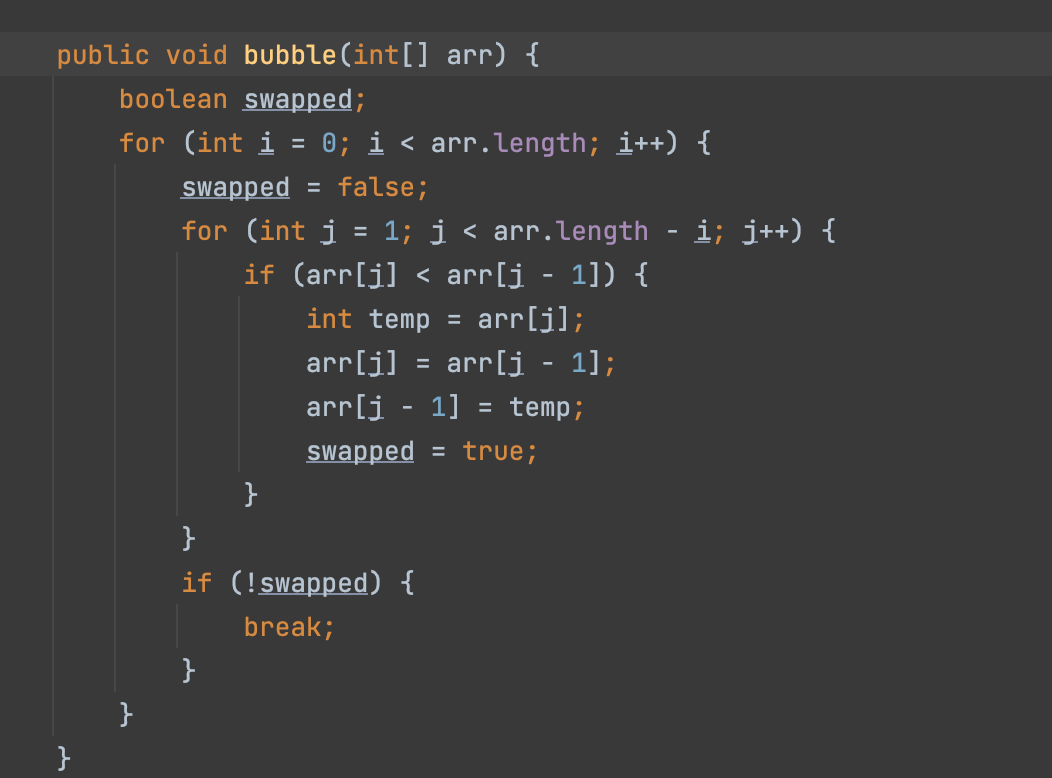 public void bubble(int[] arr) {
    boolean swapped;
    for (int i = 0; i < arr.length; i++) {
        swapped = false;
        for (int j = 1; j < arr.length - i; j++) {
            if (arr[j] < arr[j - 1]) {
                int temp = arr[j];
                arr[j] = arr[j - 1];
                arr[j - 1] = temp;
                swapped = true;
            }
        }
        if (!swapped) {
            break;
        }
    }
}